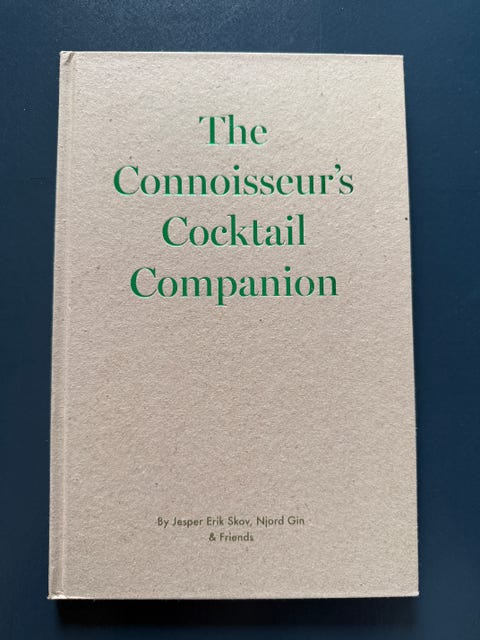 The
Connoisseur's
Cocktail
Companion
By Jesper Erik Skov, Njord Gin
& Friends